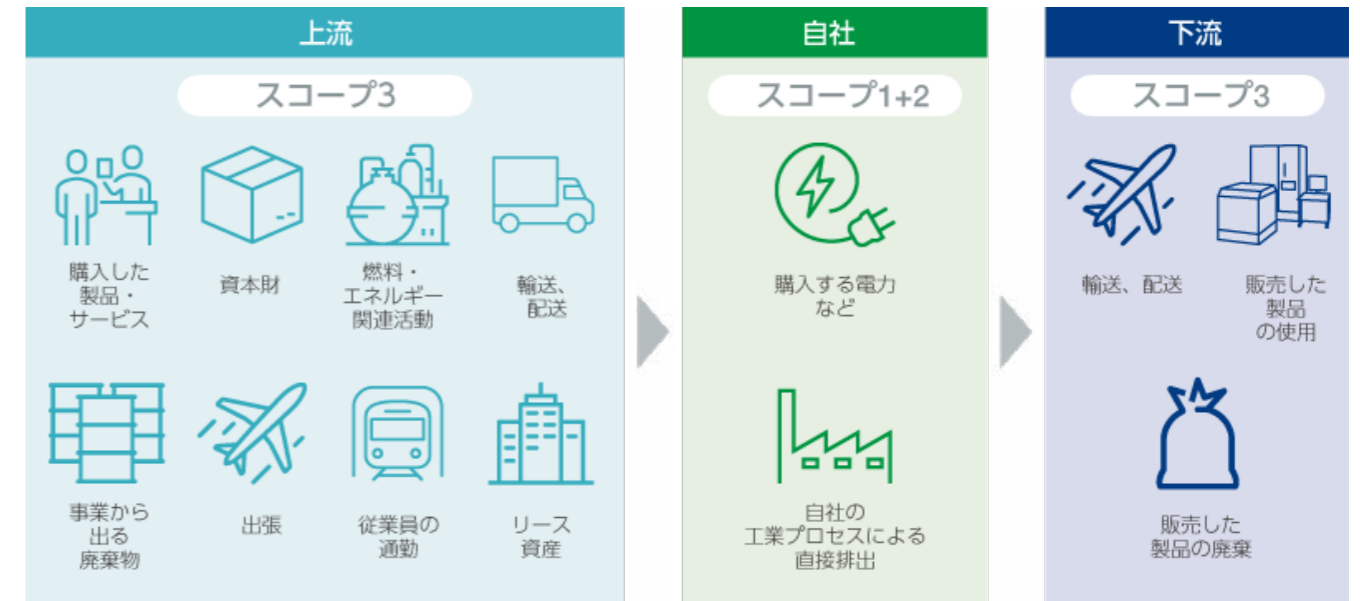 上流
スコープ3
購入した
製品・
サービス
資本財
燃料・
エネルギー
関連活動
輸送、
配送
事業から
出る
廃棄物
出張
従業員の
通勤
リース
資産
自社
スコープ1+2
購入する電力
など
自社の
工業プロセスによる
直接排出
下流
スコープ3
輸送、配送
販売した
製品
の使用
販売した
製品の廃棄